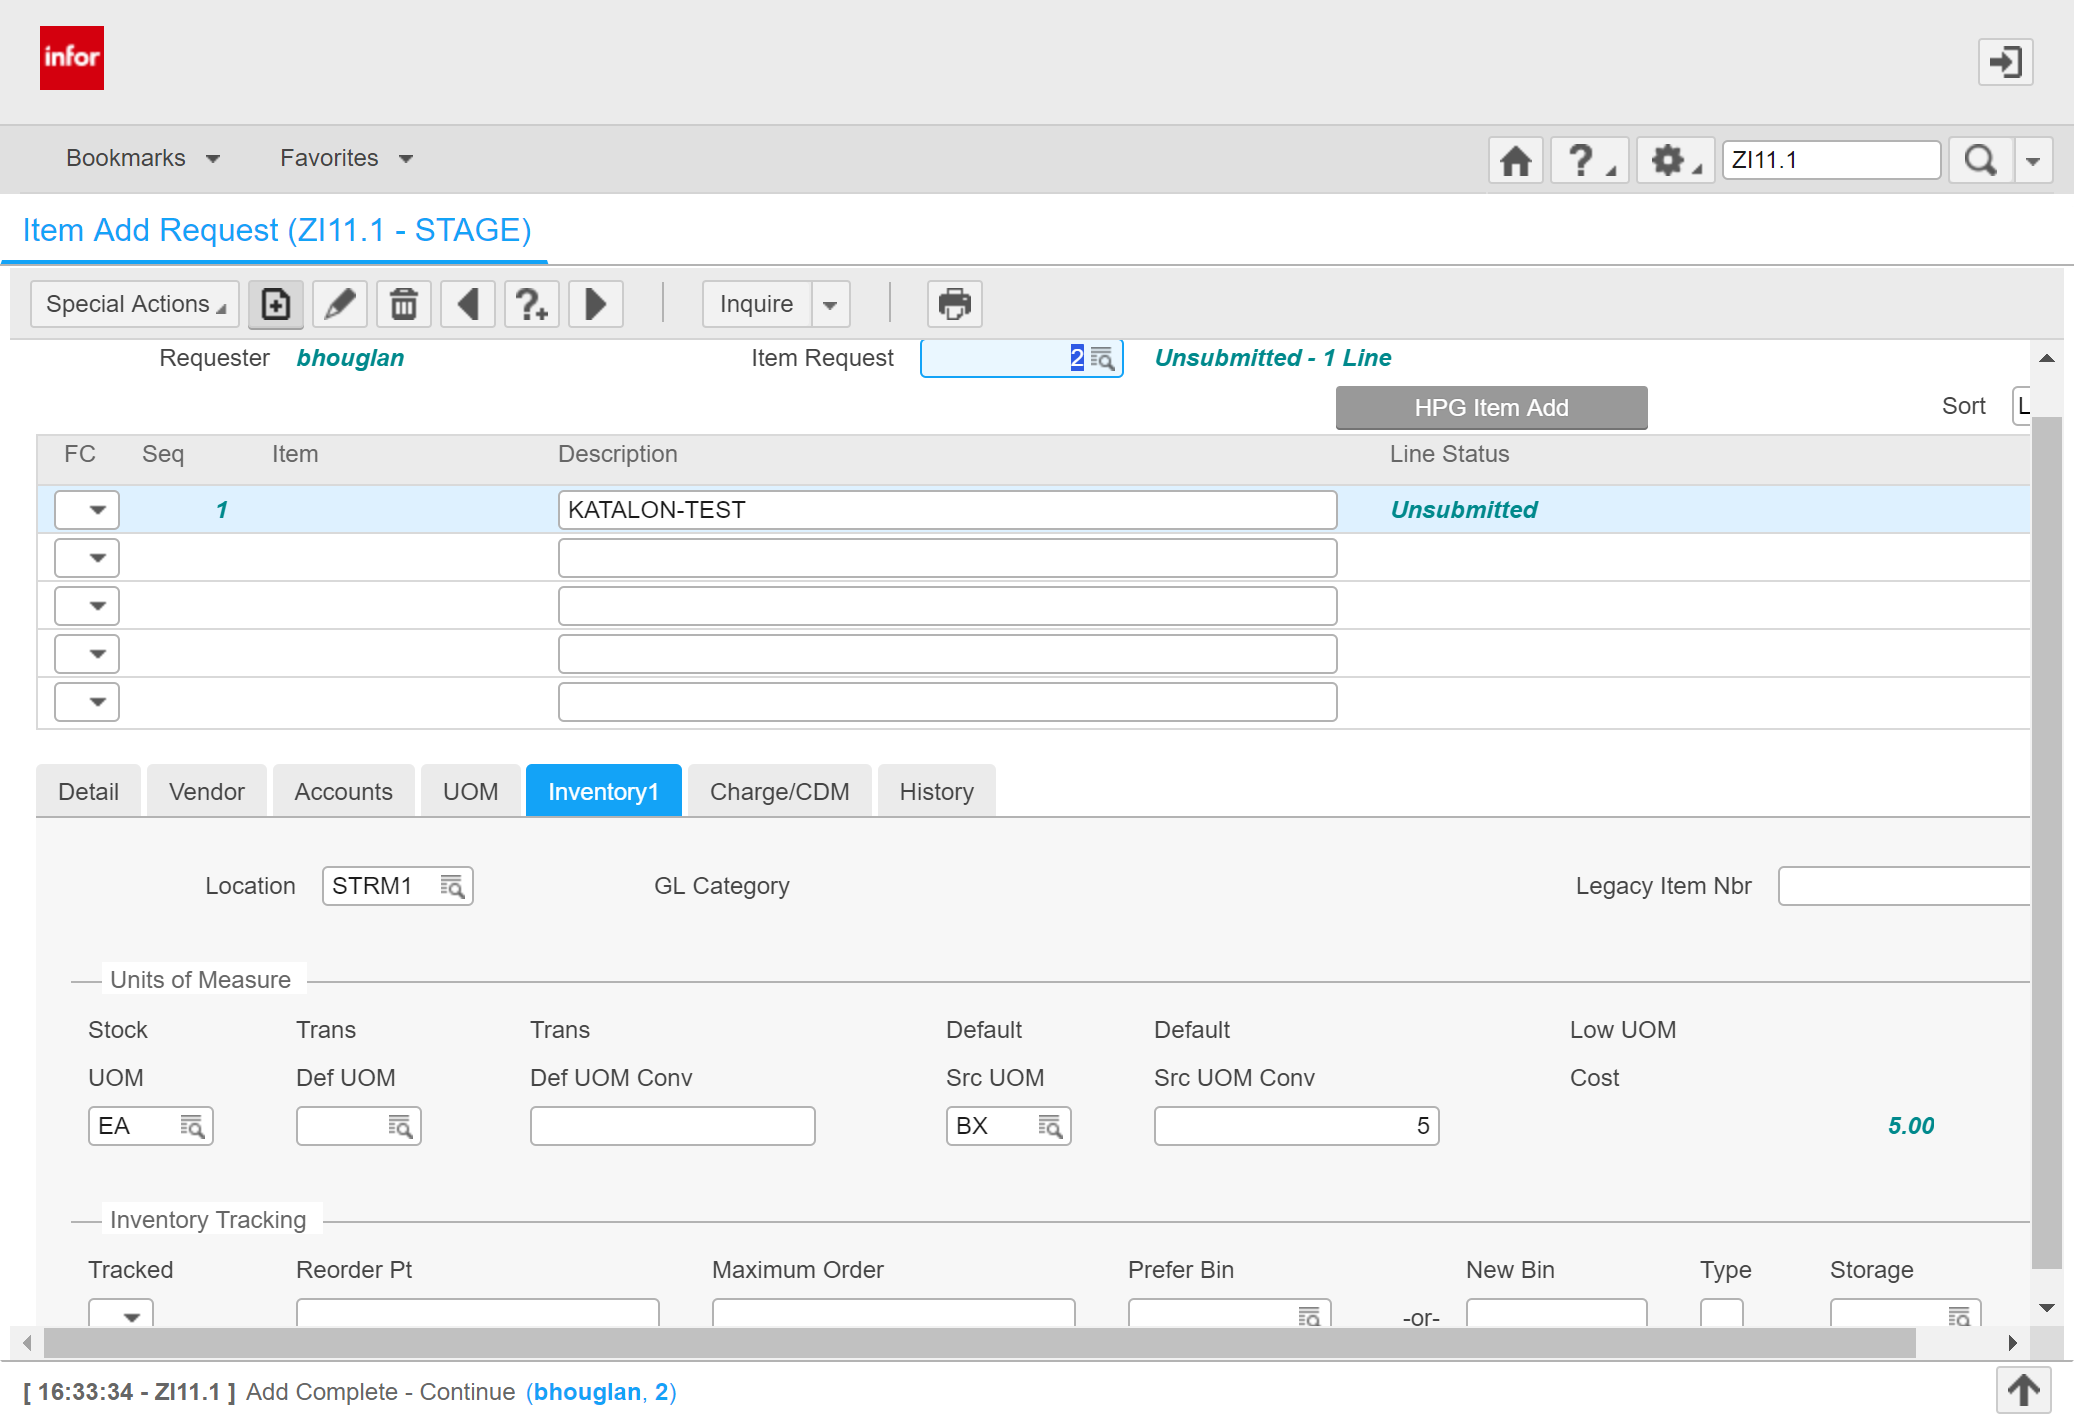 infor
Bookmarks Favorites ZI11.1
Item Add Request (ZI11.1 - STAGE)
Special Actions Inquire
Requester bhouglan Item Request 2 Unsubmitted - 1 Line
HPG Item Add Sort L
FC Seq Item Description Line Status
1 KATALON-TEST Unsubmitted
Detail Vendor Accounts UOM Inventory1 Charge/CDM History
Location STRM1 GL Category Legacy Item Nbr
Units of Measure
Stock Trans Trans Default Default Low UOM
UOM Def UOM Def UOM Conv Src UOM Src UOM Conv Cost
EA BX 5 5.00
Inventory Tracking
Tracked Reorder Pt Maximum Order Prefer Bin New Bin Type Storage
-or-
[ 16:33:34 - ZI11.1 ] Add Complete - Continue (bhouglan, 2)